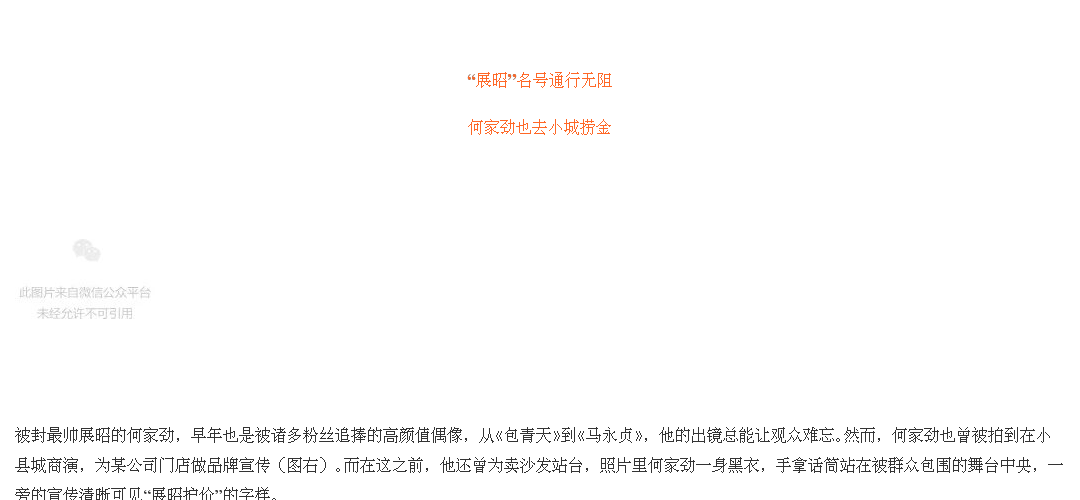 “展昭”名号通行无阻
何家劲也去小城捞金
此图片来自微信公众平台
未经允许不可引用
被封最帅展昭的何家劲，早年也是被诸多粉丝追捧的高颜值偶像，从《包青天》到《马永贞》，他的出镜总能让观众难忘。然而，何家劲也曾被拍到在小
县城商演，为某公司门店做品牌宣传（图右）。而在这之前，他还曾为卖沙发站台，照片里何家劲一身黑衣，手拿话筒站在被群众包围的舞台中央，一
旁的宣传清晰可见“展昭护价”的字样。